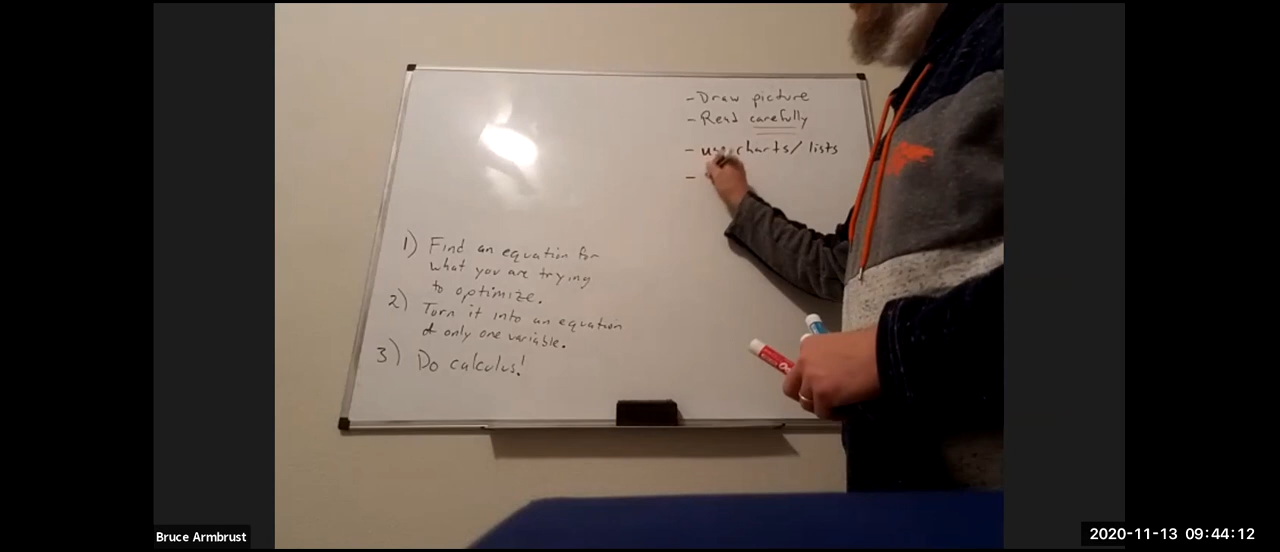 - Draw picture
- Read carefully
- charts/ lists
-
1) Find an equation for
what you are trying
to optimize.
2) Turn it into an equation
of only one variable.
3) Do calculus!
Bruce Armbrust
2020-11-13 09:44:12